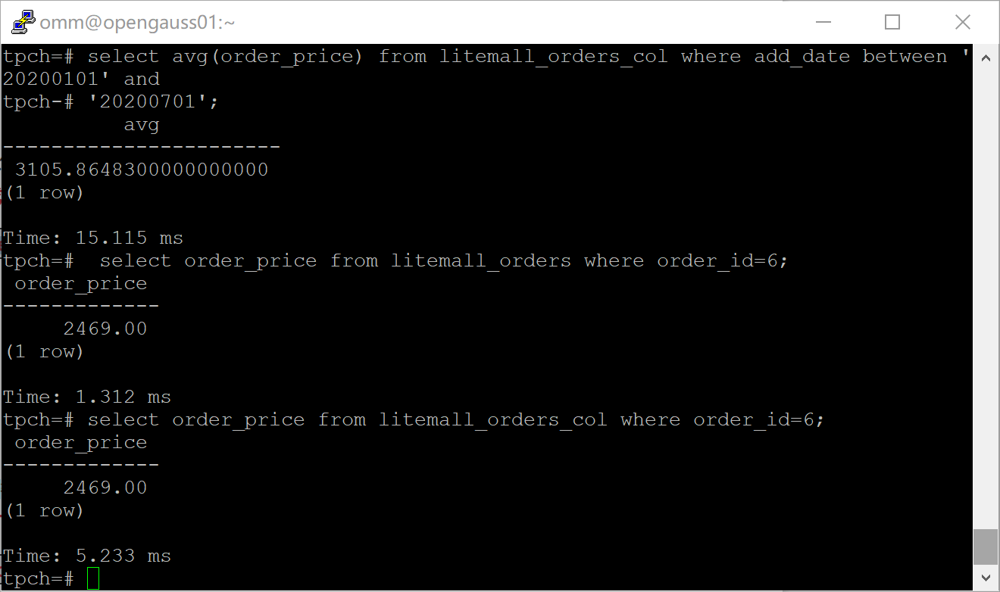 omm@opengauss01:~
tpch=# select avg(order_price) from litemall_orders_col where add_date between '
20200101' and
tpch-# '20200701';
          avg
-----------------------
 3105.8648300000000000
(1 row)

Time: 15.115 ms
tpch=#  select order_price from litemall_orders where order_id=6;
 order_price
-------------
     2469.00
(1 row)

Time: 1.312 ms
tpch=# select order_price from litemall_orders_col where order_id=6;
 order_price
-------------
     2469.00
(1 row)

Time: 5.233 ms
tpch=#